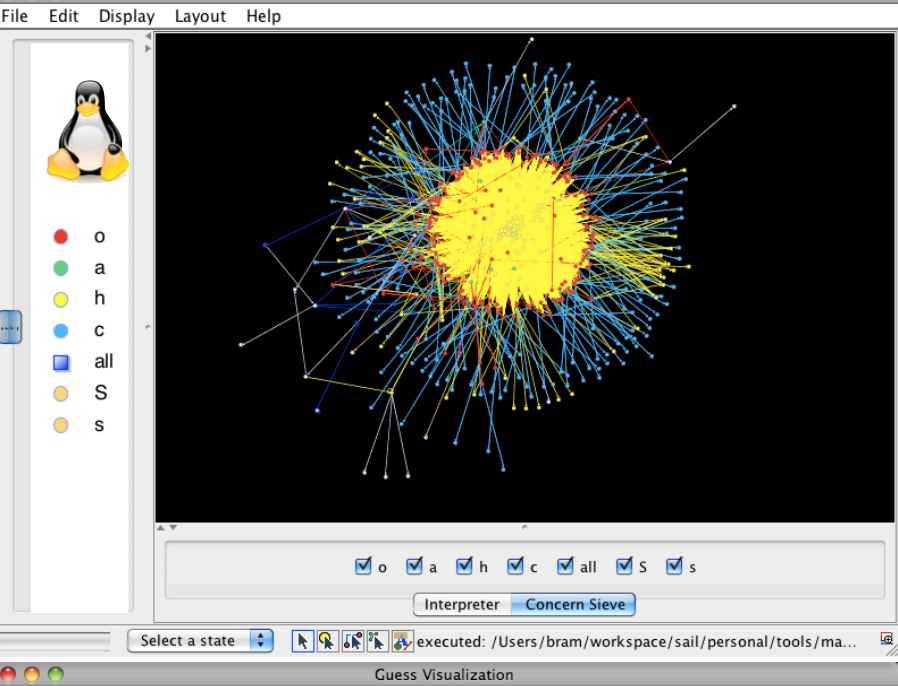 File Edit Display Layout Help
o
a
h
c
all
S
s
o a h c all S s
Interpreter Concern Sieve
Select a state executed: /Users/bram/workspace/sail/personal/tools/ma...
Guess Visualization